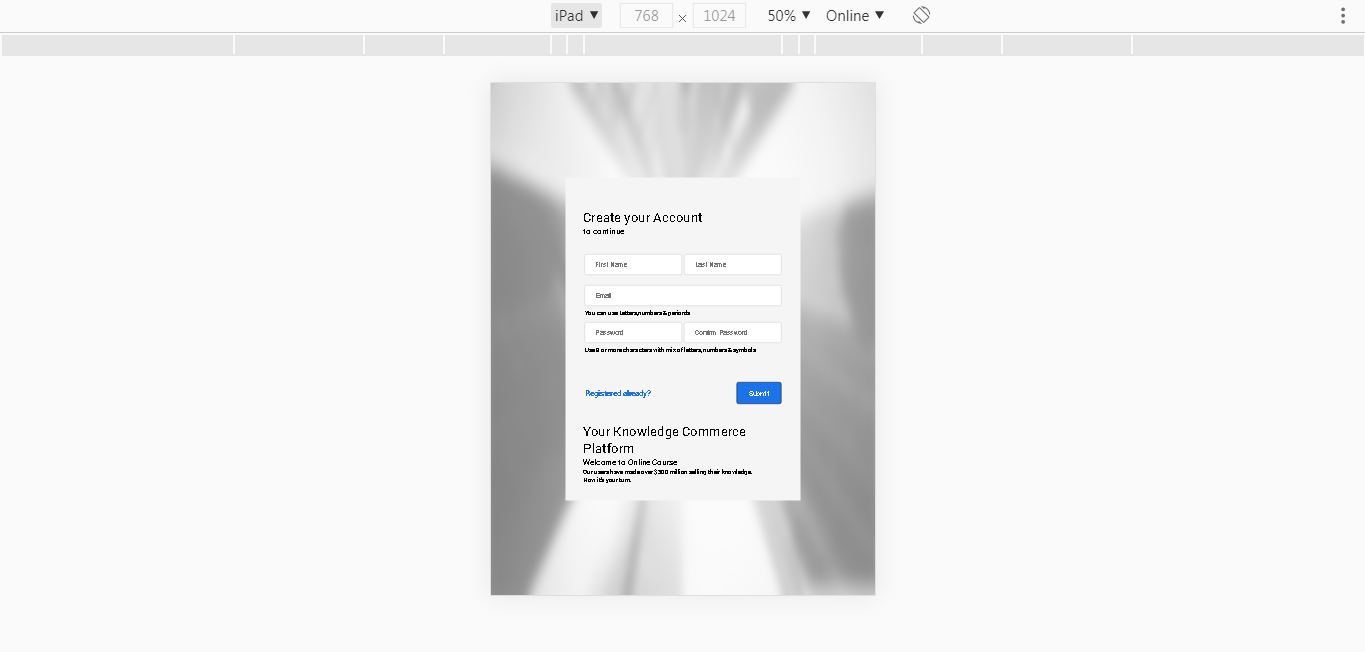 iPad ▼ 768 × 1024 50% ▼ Online ▼
Create your Account
to continue
First Name Last Name
Email
You can use letters,numbers & periods
Password Confirm Password
Use 8 or more characters with mix of letters, numbers & symbols
Registered already? Submit
Your Knowledge Commerce
Platform
Welcome to Online Course
Our users have made over $300 million selling their knowledge.
Now it's your turn.